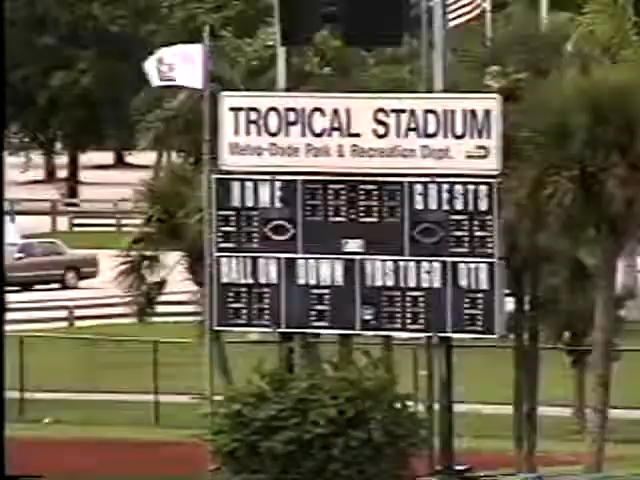 TROPICAL STADIUM
Metro-Dade Park & Recreation Dept.
HOME GUESTS
BALL ON DOWN YDS TO GO QTR